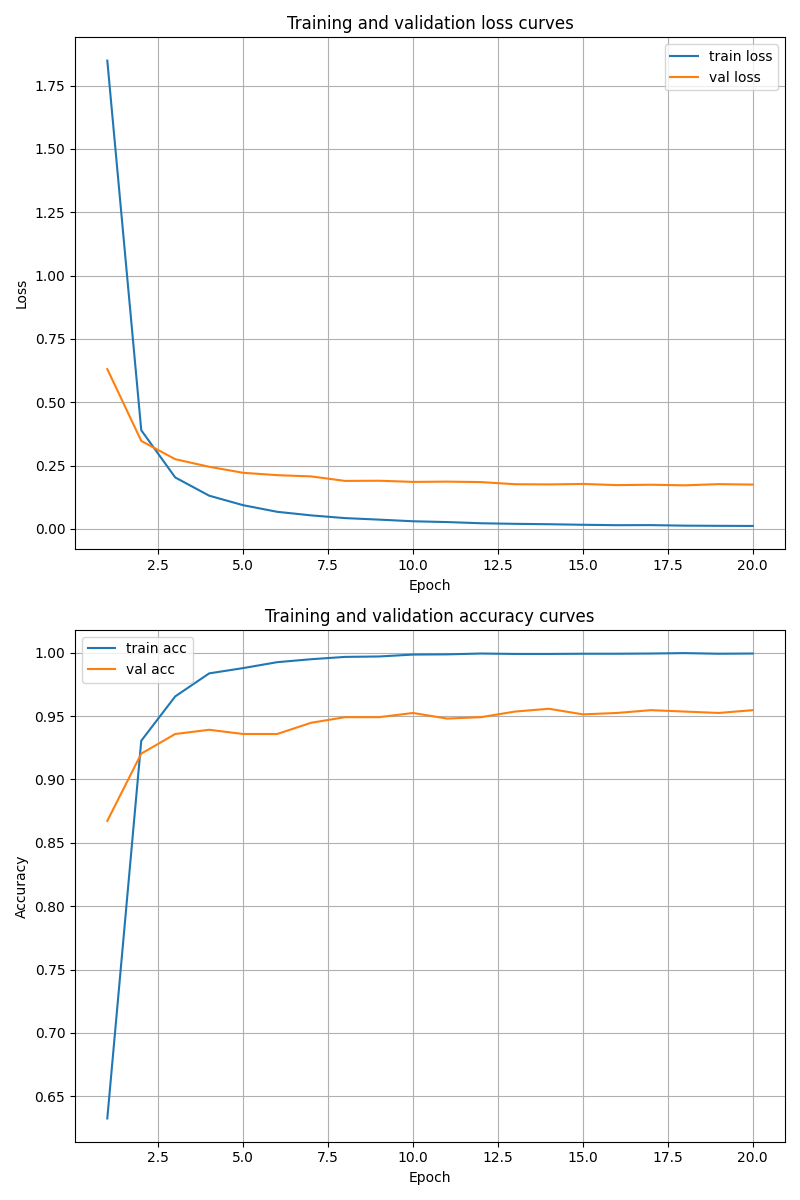 Training and validation loss curves
train loss
val loss
1.75
1.50
1.25
1.00
0.75
0.50
0.25
0.00
Loss
2.5 5.0 7.5 10.0 12.5 15.0 17.5 20.0
Epoch
Training and validation accuracy curves
train acc
val acc
1.00
0.95
0.90
0.85
0.80
0.75
0.70
0.65
Accuracy
2.5 5.0 7.5 10.0 12.5 15.0 17.5 20.0
Epoch